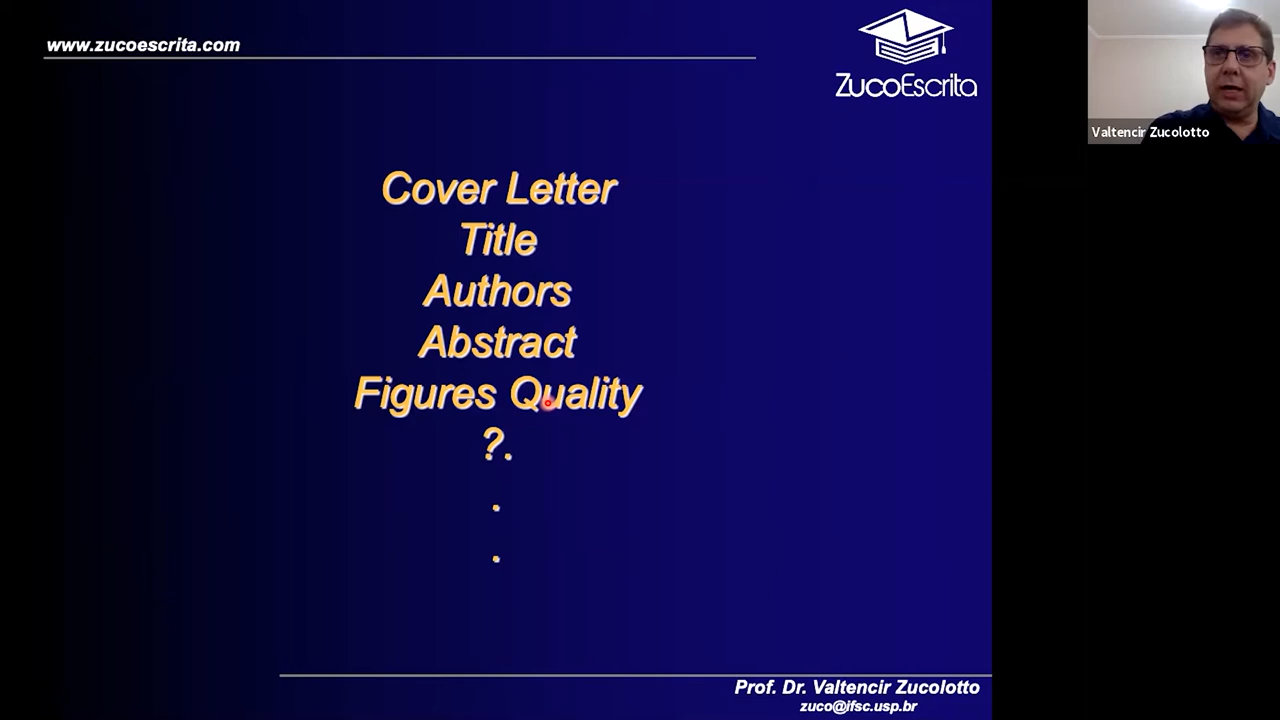 www.zucoescrita.com
ZucoEscrita
Valtencir Zucolotto
Cover Letter
Title
Authors
Abstract
Figures Quality
?.
.
.
Prof. Dr. Valtencir Zucolotto
zuco@ifsc.usp.br